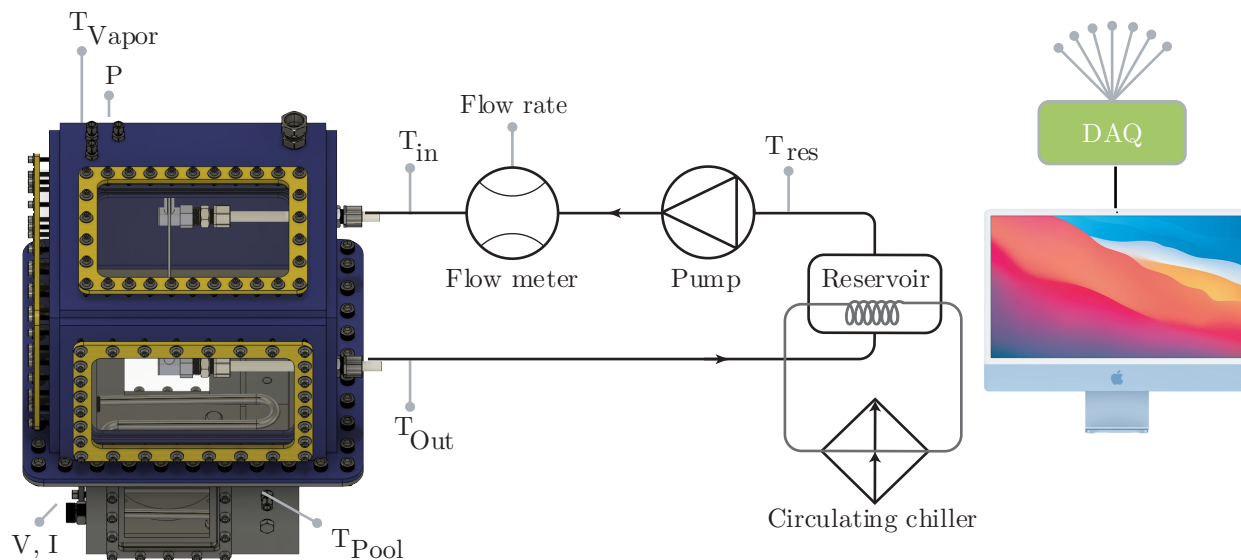 T_Vapor
P
Flow rate
T_in
T_res
DAQ
Flow meter
Pump
Reservoir
T_Out
Circulating chiller
V, I
T_Pool